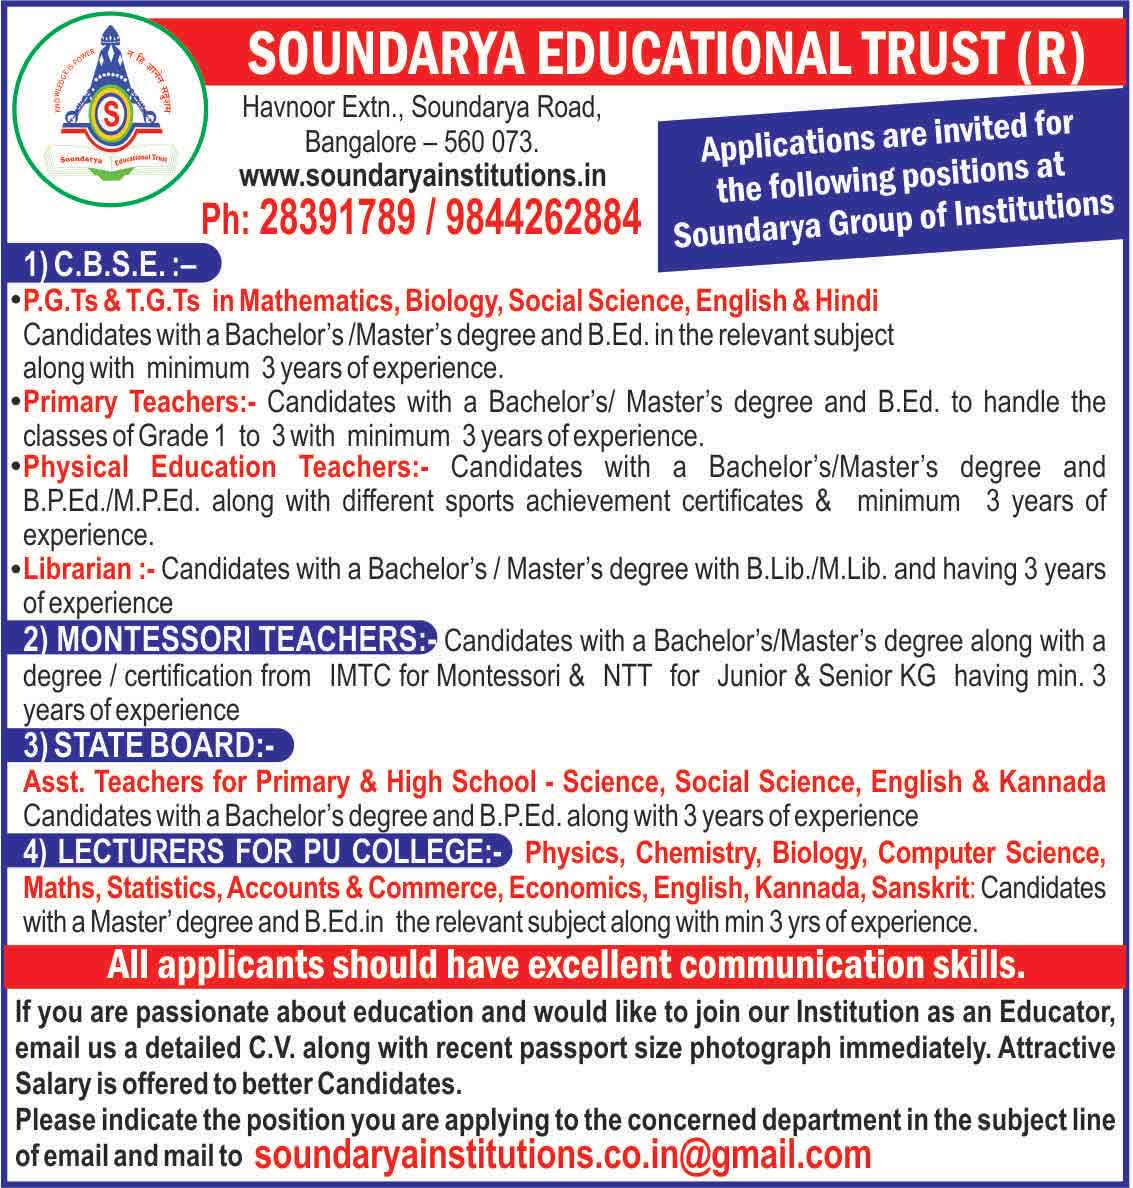 KNOWLEDGE IS POWER
न हि ज्ञानेन सदृशम्
S
Soundarya Educational Trust
SOUNDARYA EDUCATIONAL TRUST (R)
Havnoor Extn., Soundarya Road,
Bangalore – 560 073.
www.soundaryainstitutions.in
Ph: 28391789 / 9844262884
Applications are invited for
the following positions at
Soundarya Group of Institutions
1) C.B.S.E. :–
•P.G.Ts & T.G.Ts in Mathematics, Biology, Social Science, English & Hindi
Candidates with a Bachelor's /Master's degree and B.Ed. in the relevant subject
along with minimum 3 years of experience.
•Primary Teachers:- Candidates with a Bachelor's/ Master's degree and B.Ed. to handle the
classes of Grade 1 to 3 with minimum 3 years of experience.
•Physical Education Teachers:- Candidates with a Bachelor's/Master's degree and
B.P.Ed./M.P.Ed. along with different sports achievement certificates & minimum 3 years of
experience.
•Librarian :- Candidates with a Bachelor's / Master's degree with B.Lib./M.Lib. and having 3 years
of experience
2) MONTESSORI TEACHERS:- Candidates with a Bachelor's/Master's degree along with a
degree / certification from IMTC for Montessori & NTT for Junior & Senior KG having min. 3
years of experience
3) STATE BOARD:-
Asst. Teachers for Primary & High School - Science, Social Science, English & Kannada
Candidates with a Bachelor's degree and B.P.Ed. along with 3 years of experience
4) LECTURERS FOR PU COLLEGE:- Physics, Chemistry, Biology, Computer Science,
Maths, Statistics, Accounts & Commerce, Economics, English, Kannada, Sanskrit: Candidates
with a Master' degree and B.Ed.in the relevant subject along with min 3 yrs of experience.
All applicants should have excellent communication skills.
If you are passionate about education and would like to join our Institution as an Educator,
email us a detailed C.V. along with recent passport size photograph immediately. Attractive
Salary is offered to better Candidates.
Please indicate the position you are applying to the concerned department in the subject line
of email and mail to soundaryainstitutions.co.in@gmail.com